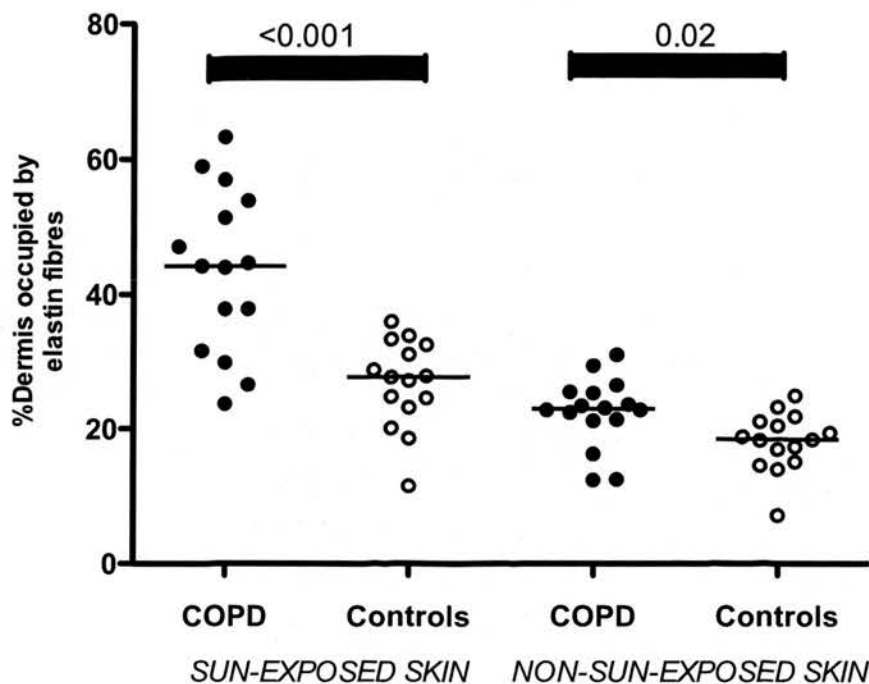 80
<0.001
0.02
60
40
20
0
%Dermis occupied by
elastin fibres
COPD
Controls
COPD
Controls
SUN-EXPOSED SKIN
NON-SUN-EXPOSED SKIN